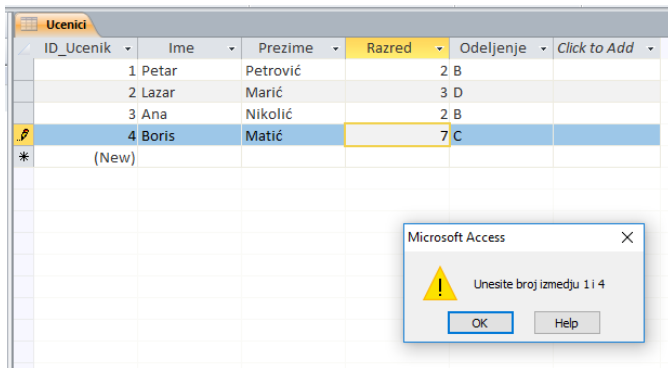 Ucenici
ID_Ucenik Ime Prezime Razred Odeljenje Click to Add
1 Petar Petrović 2 B
2 Lazar Marić 3 D
3 Ana Nikolić 2 B
4 Boris Matić 7 C
(New)
Microsoft Access
Unesite broj izmedju 1 i 4
OK Help